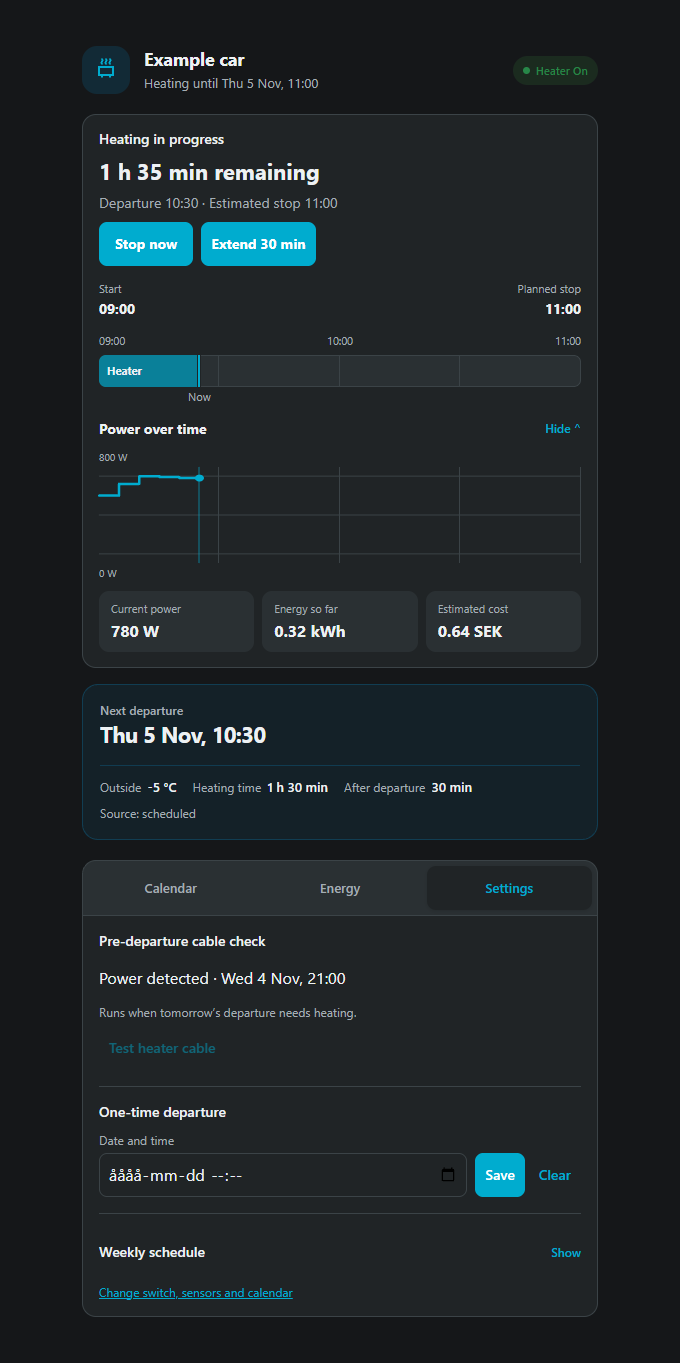 Example car
Heating until Thu 5 Nov, 11:00
Heater On
Heating in progress
1 h 35 min remaining
Departure 10:30 · Estimated stop 11:00
Stop now
Extend 30 min
Start
Planned stop
09:00
11:00
09:00
10:00
11:00
Heater
Now
Power over time
Hide ^
800 W
0 W
Current power
780 W
Energy so far
0.32 kWh
Estimated cost
0.64 SEK
Next departure
Thu 5 Nov, 10:30
Outside -5 °C Heating time 1 h 30 min After departure 30 min
Source: scheduled
Calendar
Energy
Settings
Pre-departure cable check
Power detected · Wed 4 Nov, 21:00
Runs when tomorrow's departure needs heating.
Test heater cable
One-time departure
Date and time
åååå-mm-dd --:--
Save
Clear
Weekly schedule
Show
Change switch, sensors and calendar